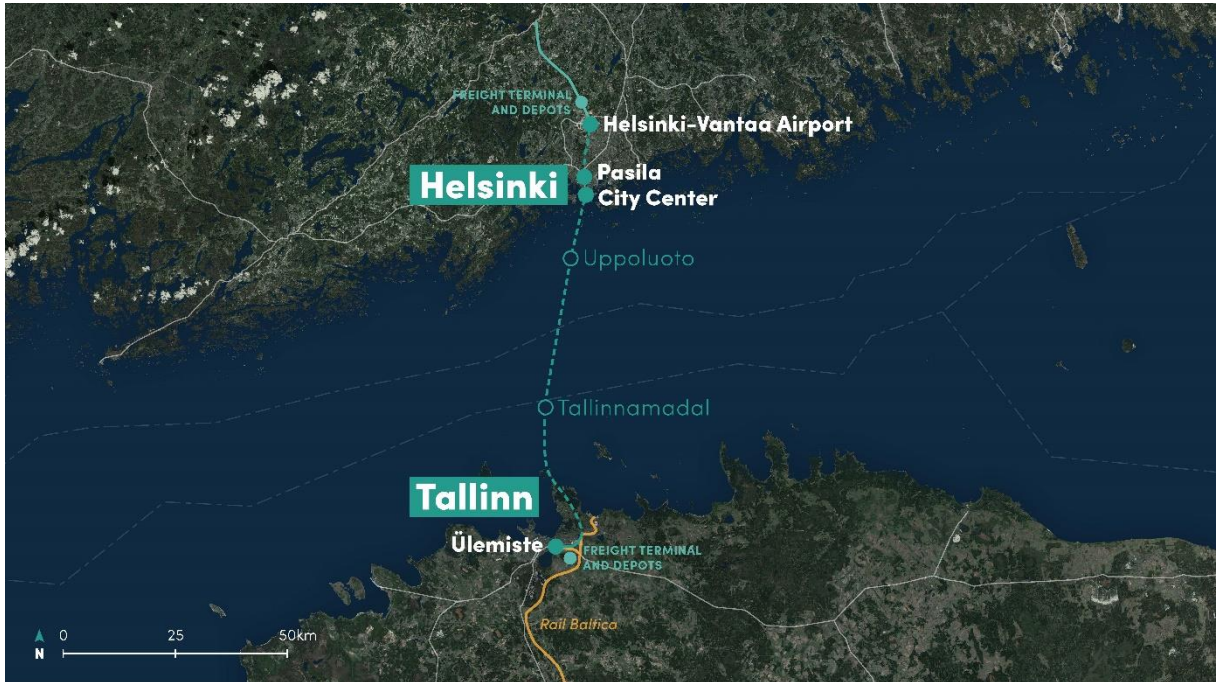 FREIGHT TERMINAL
AND DEPOTS
Helsinki-Vantaa Airport
Helsinki
Pasila
City Center
Uppoluoto
Tallinnamadal
Tallinn
Ülemiste
FREIGHT TERMINAL
AND DEPOTS
Rail Baltica
0 25 50km
N